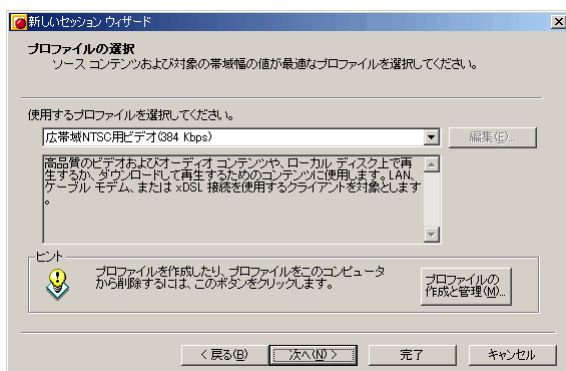 新しいセッション ウィザード
プロファイルの選択
ソース コンテンツおよび対象の帯域幅の値が最適なプロファイルを選択してください。
使用するプロファイルを選択してください。
広帯域NTSC用ビデオ(384 Kbps)
編集(E)...
高品質のビデオおよびオーディオ コンテンツや、ローカル ディスク上で再
生するか、ダウンロードして再生するためのコンテンツに使用します。LAN、
ケーブル モデム、または xDSL 接続を使用するクライアントを対象とします
。
ヒント
プロファイルを作成したり、プロファイルをこのコンピュータ
から削除するには、このボタンをクリックします。
プロファイルの
作成と管理(M)...
< 戻る(B)
次へ(N) >
完了
キャンセル